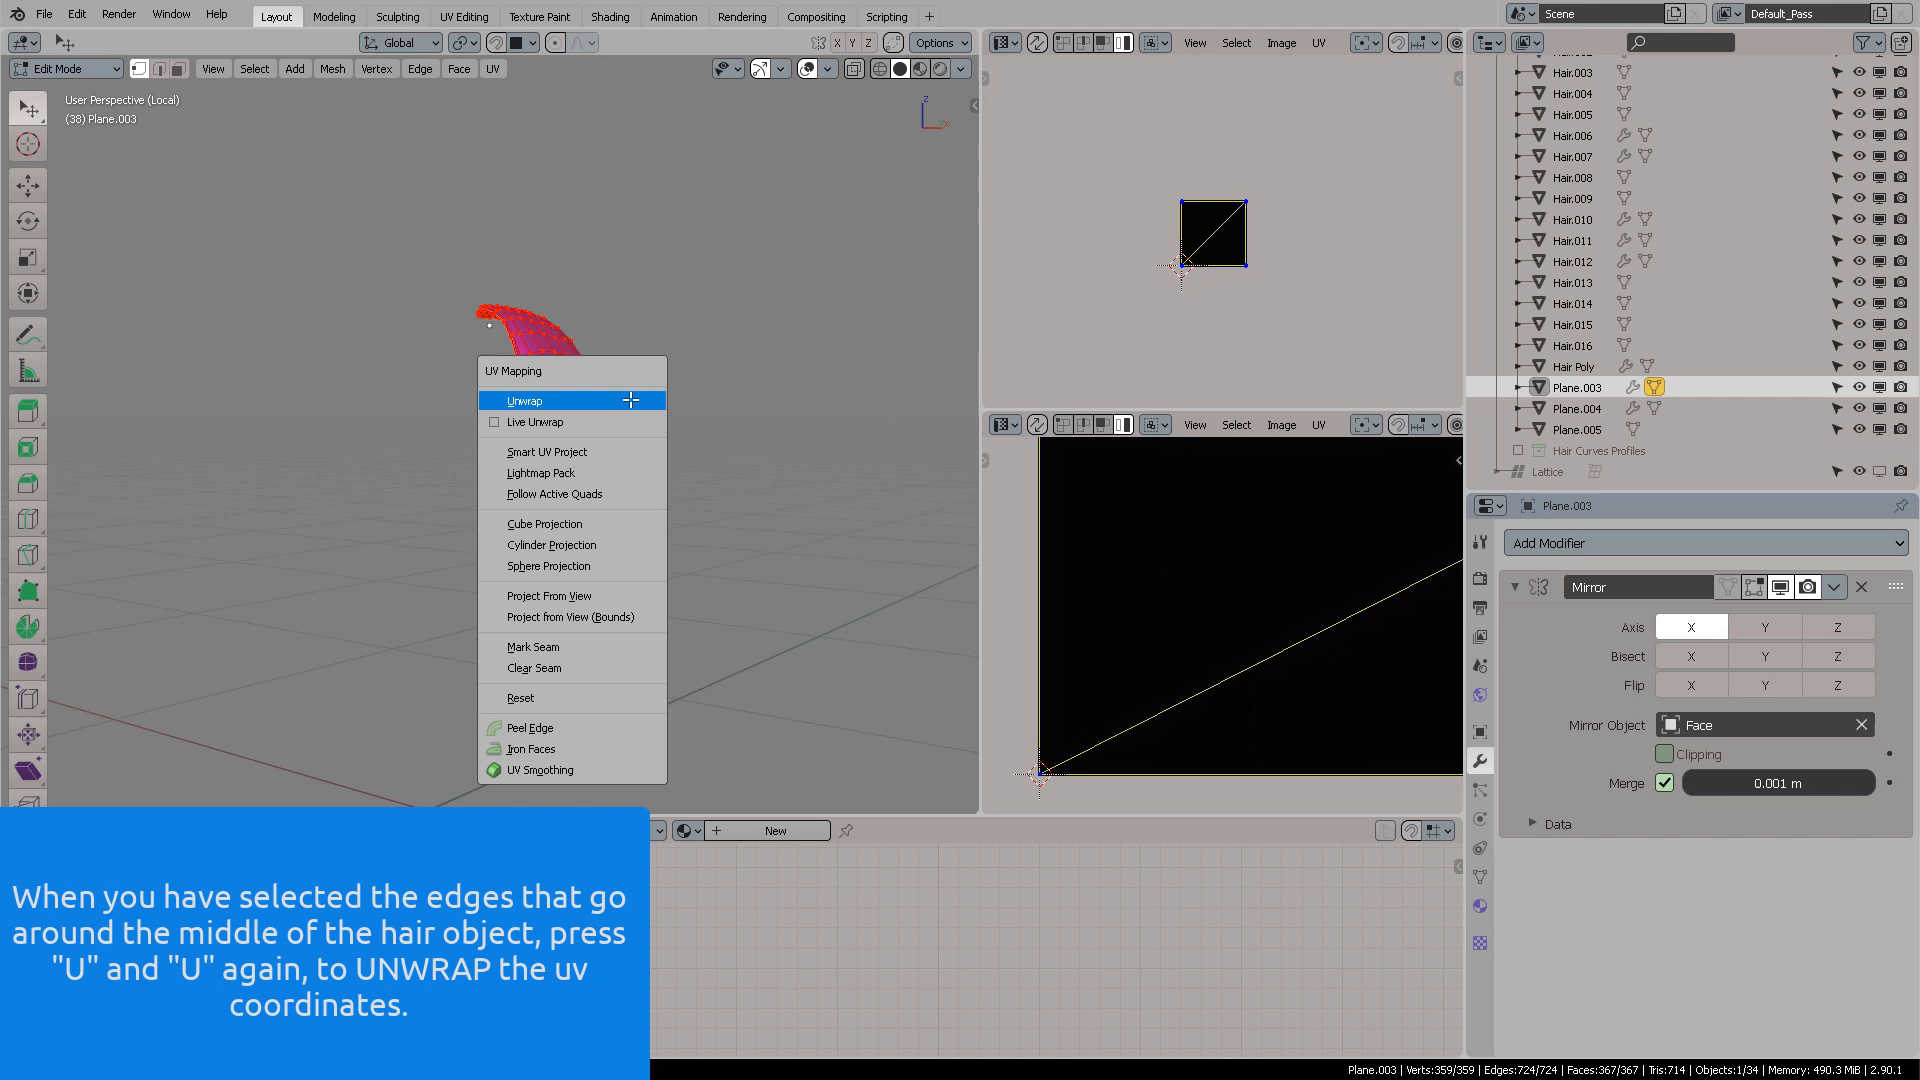 File Edit Render Window Help
Layout Modeling Sculpting UV Editing Texture Paint Shading Animation Rendering Compositing Scripting +
Scene
Default_Pass
Global
X Y Z
Options
View Select Image UV
Edit Mode
View Select Add Mesh Vertex Edge Face UV
User Perspective (Local)
(38) Plane.003
Z
X
Hair.003
Hair.004
Hair.005
Hair.006
Hair.007
Hair.008
Hair.009
Hair.010
Hair.011
Hair.012
Hair.013
Hair.014
Hair.015
Hair.016
Hair Poly
Plane.003
Plane.004
Plane.005
Hair Curves Profiles
Lattice
UV Mapping
Unwrap
Live Unwrap
Smart UV Project
Lightmap Pack
Follow Active Quads
Cube Projection
Cylinder Projection
Sphere Projection
Project From View
Project from View (Bounds)
Mark Seam
Clear Seam
Reset
Peel Edge
Iron Faces
UV Smoothing
View Select Image UV
Plane.003
Add Modifier
Mirror
Axis X Y Z
Bisect X Y Z
Flip X Y Z
Mirror Object Face
Clipping
Merge 0.001 m
Data
+ New
When you have selected the edges that go
around the middle of the hair object, press
"U" and "U" again, to UNWRAP the uv
coordinates.
Plane.003 | Verts:359/359 | Edges:724/724 | Faces:367/367 | Tris:714 | Objects:1/34 | Memory: 490.3 MiB | 2.90.1